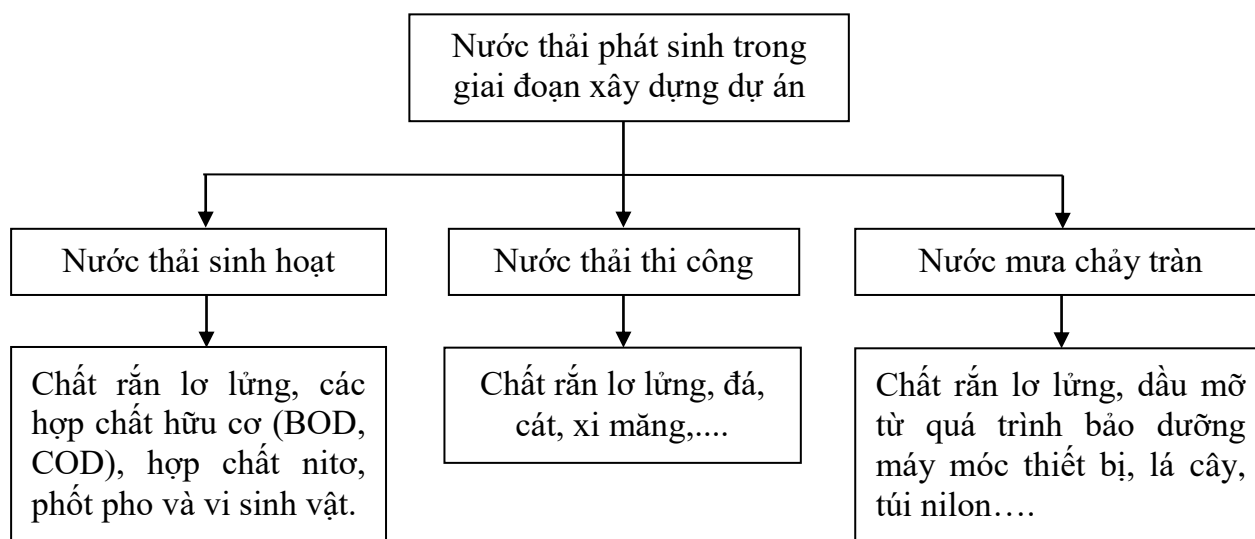 Nước thải phát sinh trong
giai đoạn xây dựng dự án
Nước thải sinh hoạt
Nước thải thi công
Nước mưa chảy tràn
Chất rắn lơ lửng, các
hợp chất hữu cơ (BOD,
COD), hợp chất nitơ,
phốt pho và vi sinh vật.
Chất rắn lơ lửng, đá,
cát, xi măng,....
Chất rắn lơ lửng, dầu mỡ
từ quá trình bảo dưỡng
máy móc thiết bị, lá cây,
túi nilon….